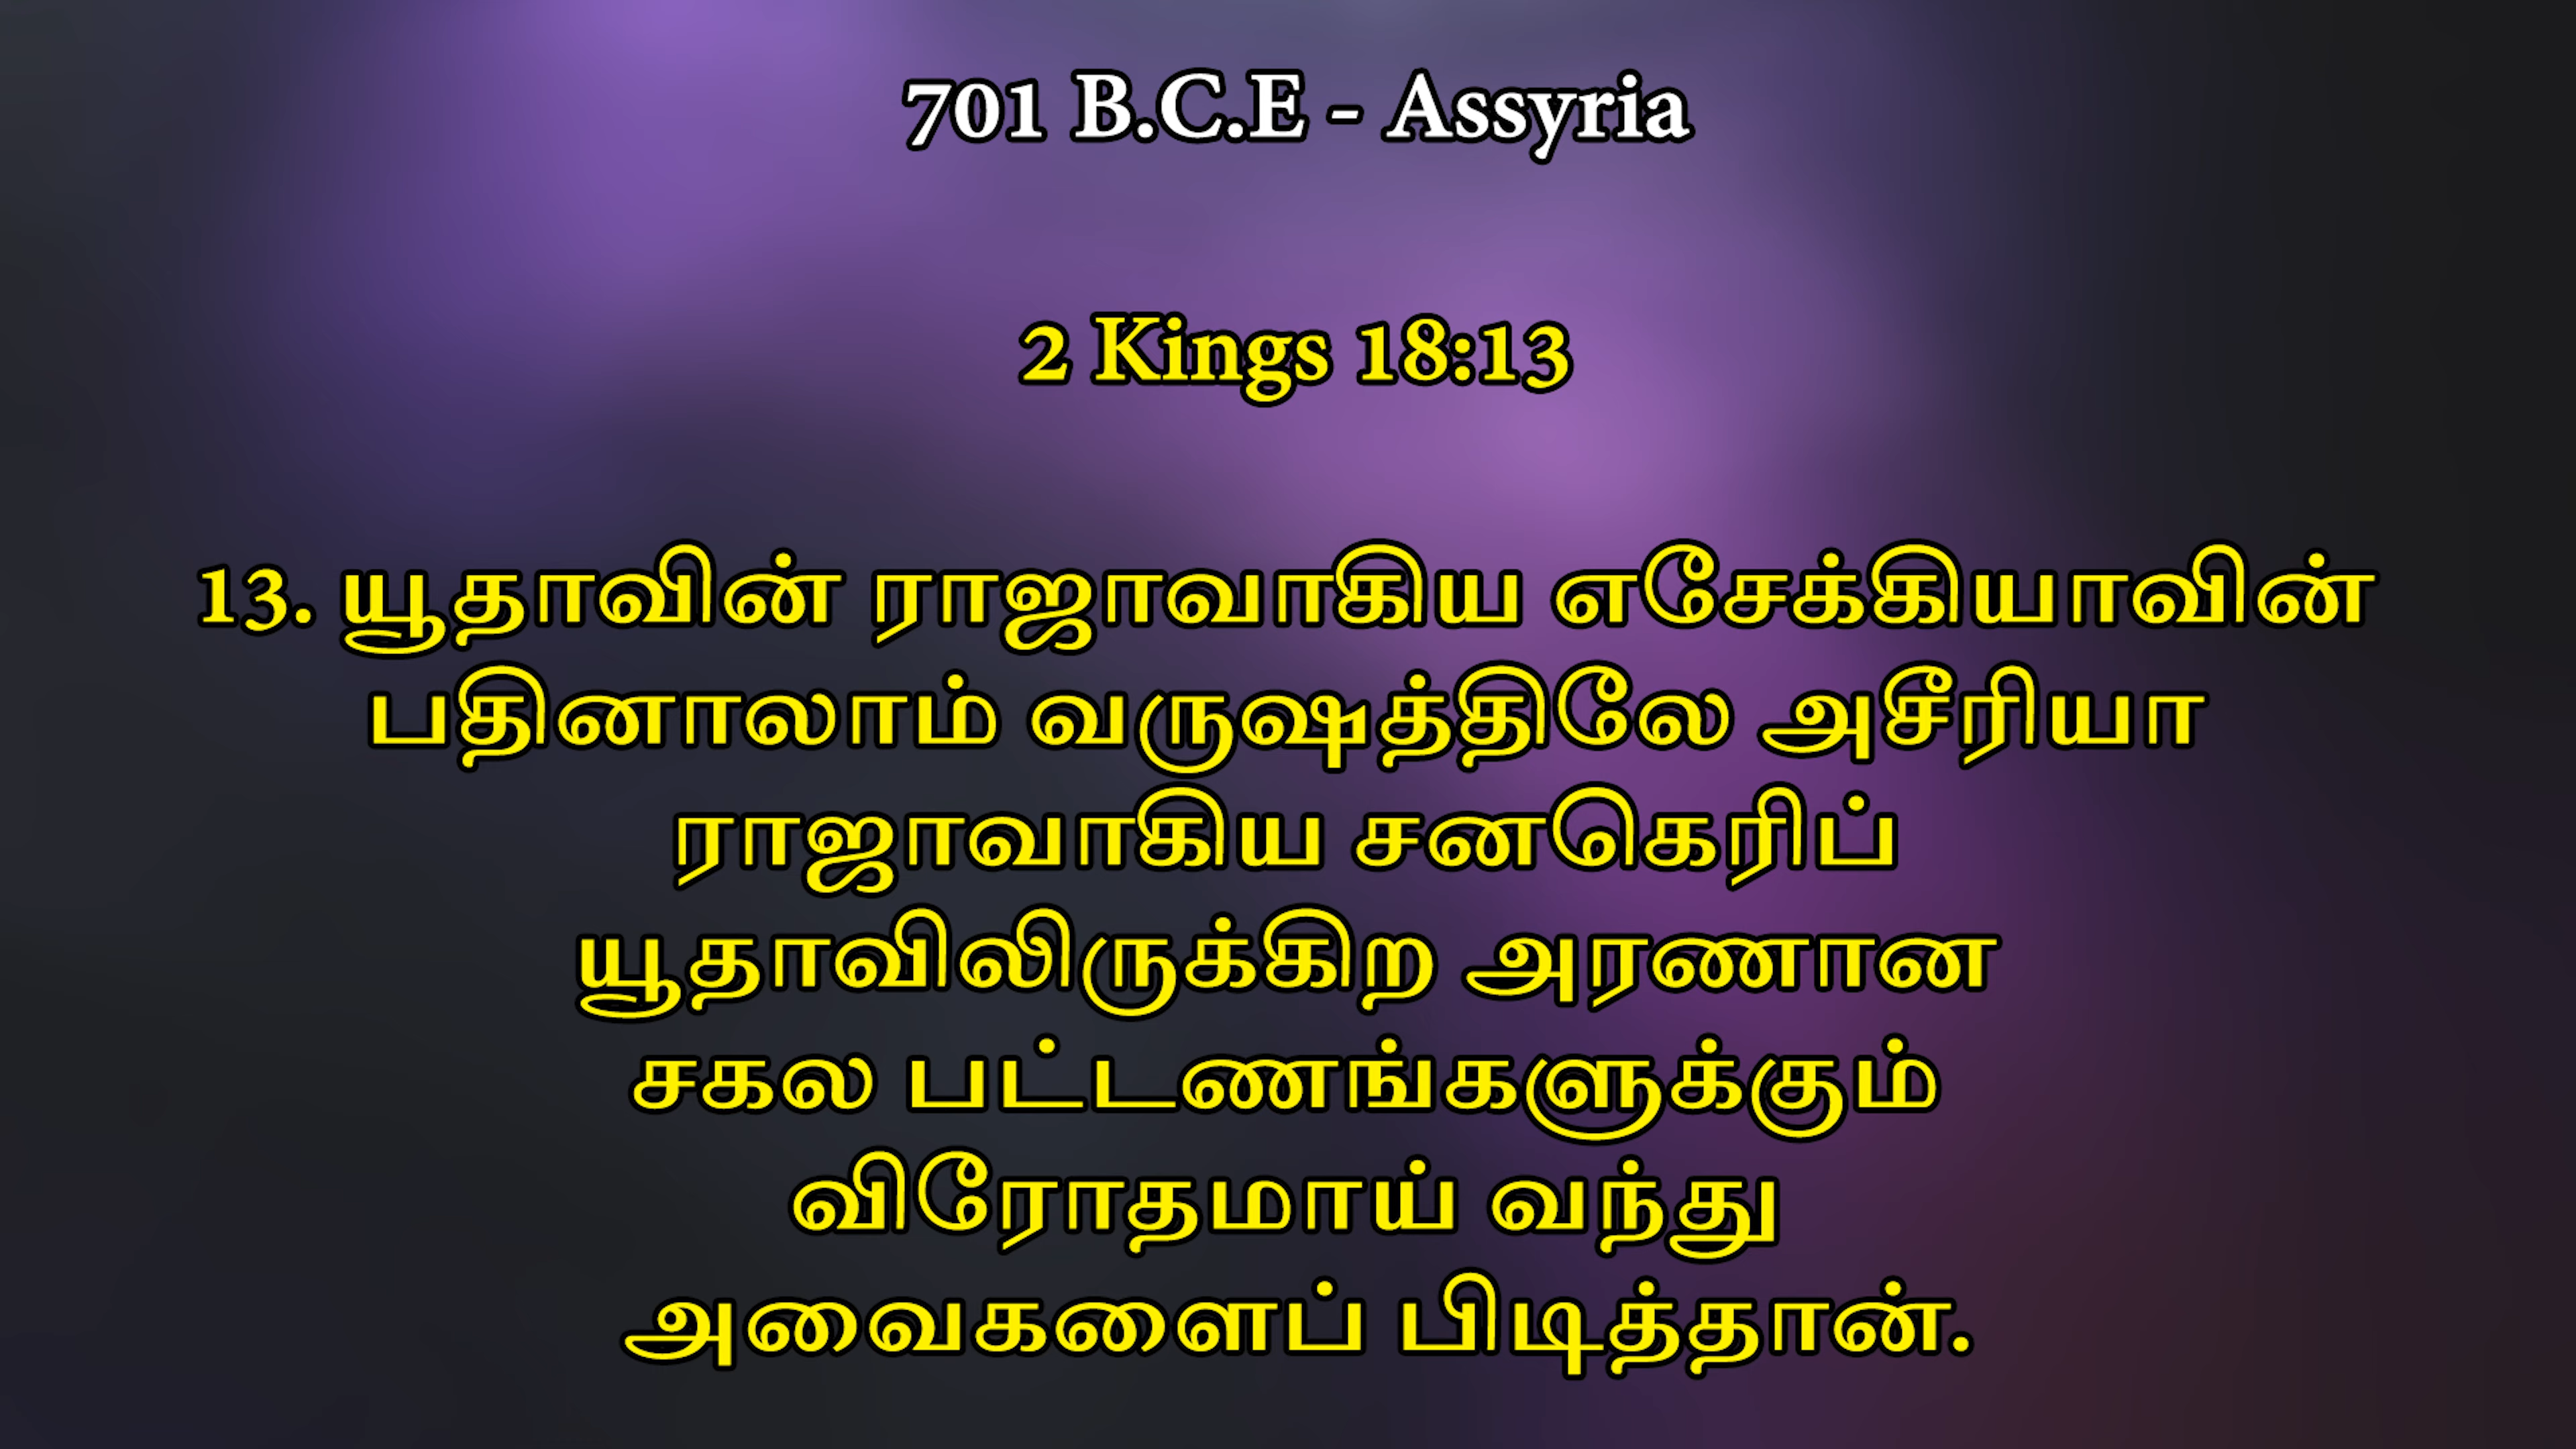 701 B.C.E - Assyria
2 Kings 18:13
13. யூதாவின் ராஜாவாகிய எசேக்கியாவின்
பதினாலாம் வருஷத்திலே அசீரியா
ராஜாவாகிய சனகெரிப்
யூதாவிலிருக்கிற அரணான
சகல பட்டணங்களுக்கும்
விரோதமாய் வந்து
அவைகளைப் பிடித்தான்.